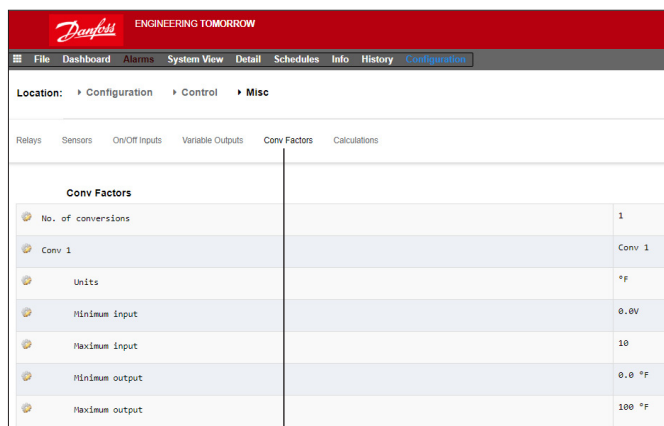 Danfoss ENGINEERING TOMORROW
File Dashboard Alarms System View Detail Schedules Info History Configuration
Location: Configuration Control Misc
Relays Sensors On/Off Inputs Variable Outputs Conv Factors Calculations
Conv Factors
No. of conversions 1
Conv 1 Conv 1
Units °F
Minimum input 0.0V
Maximum input 10
Minimum output 0.0 °F
Maximum output 100 °F